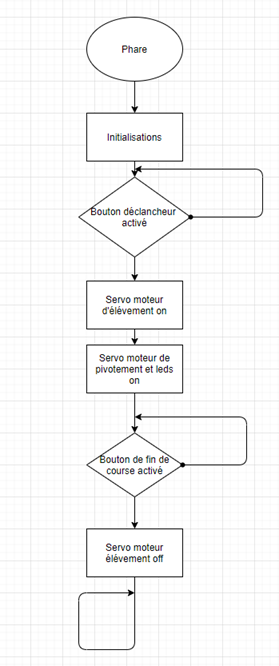 Phare
Initialisations
Bouton déclancheur
activé
Servo moteur
d'élévement on
Servo moteur de
pivotement et leds
on
Bouton de fin de
course activé
Servo moteur
élévement off